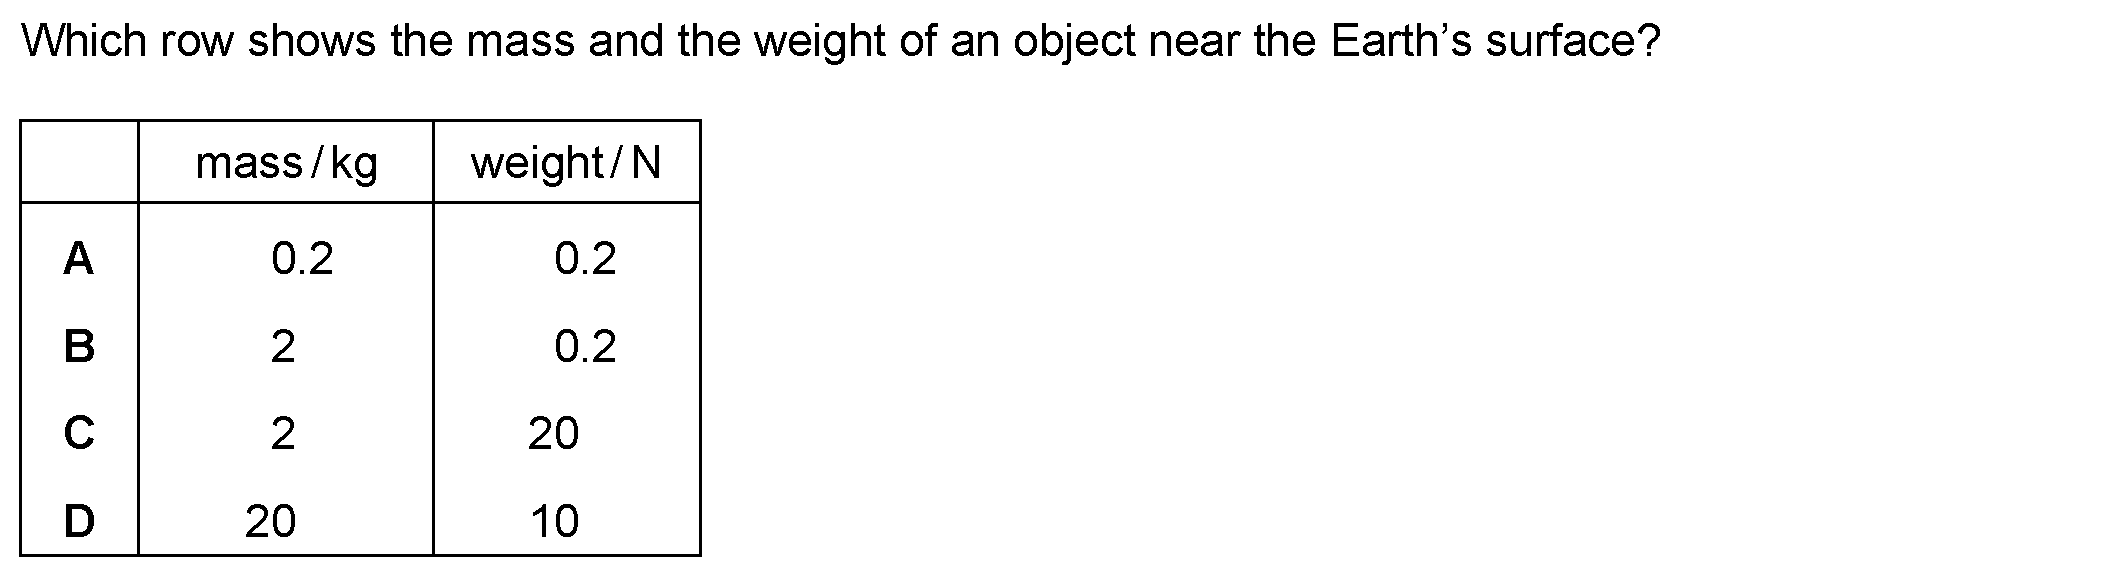 Which row shows the mass and the weight of an object near the Earth’s surface?
mass / kg weight / N
A 0.2 0.2
B 2 0.2
C 2 20
D 20 10